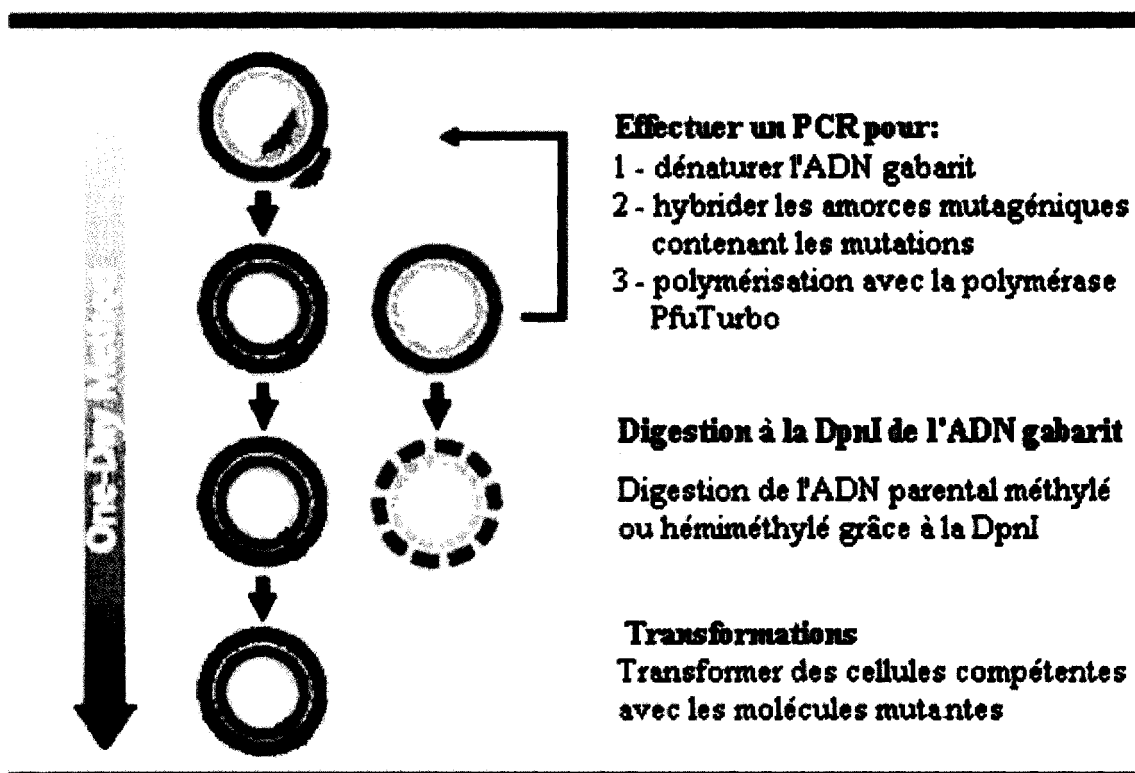 One-Day Method
Effectuer un PCR pour:
1 - dénaturer l'ADN gabarit
2 - hybrider les amorces mutagéniques
contenant les mutations
3 - polymérisation avec la polymérase
PfuTurbo
Digestion à la DpnI de l'ADN gabarit
Digestion de l'ADN parental méthylé
ou hémiméthylé grâce à la DpnI
Transformations
Transformer des cellules compétentes
avec les molécules mutantes